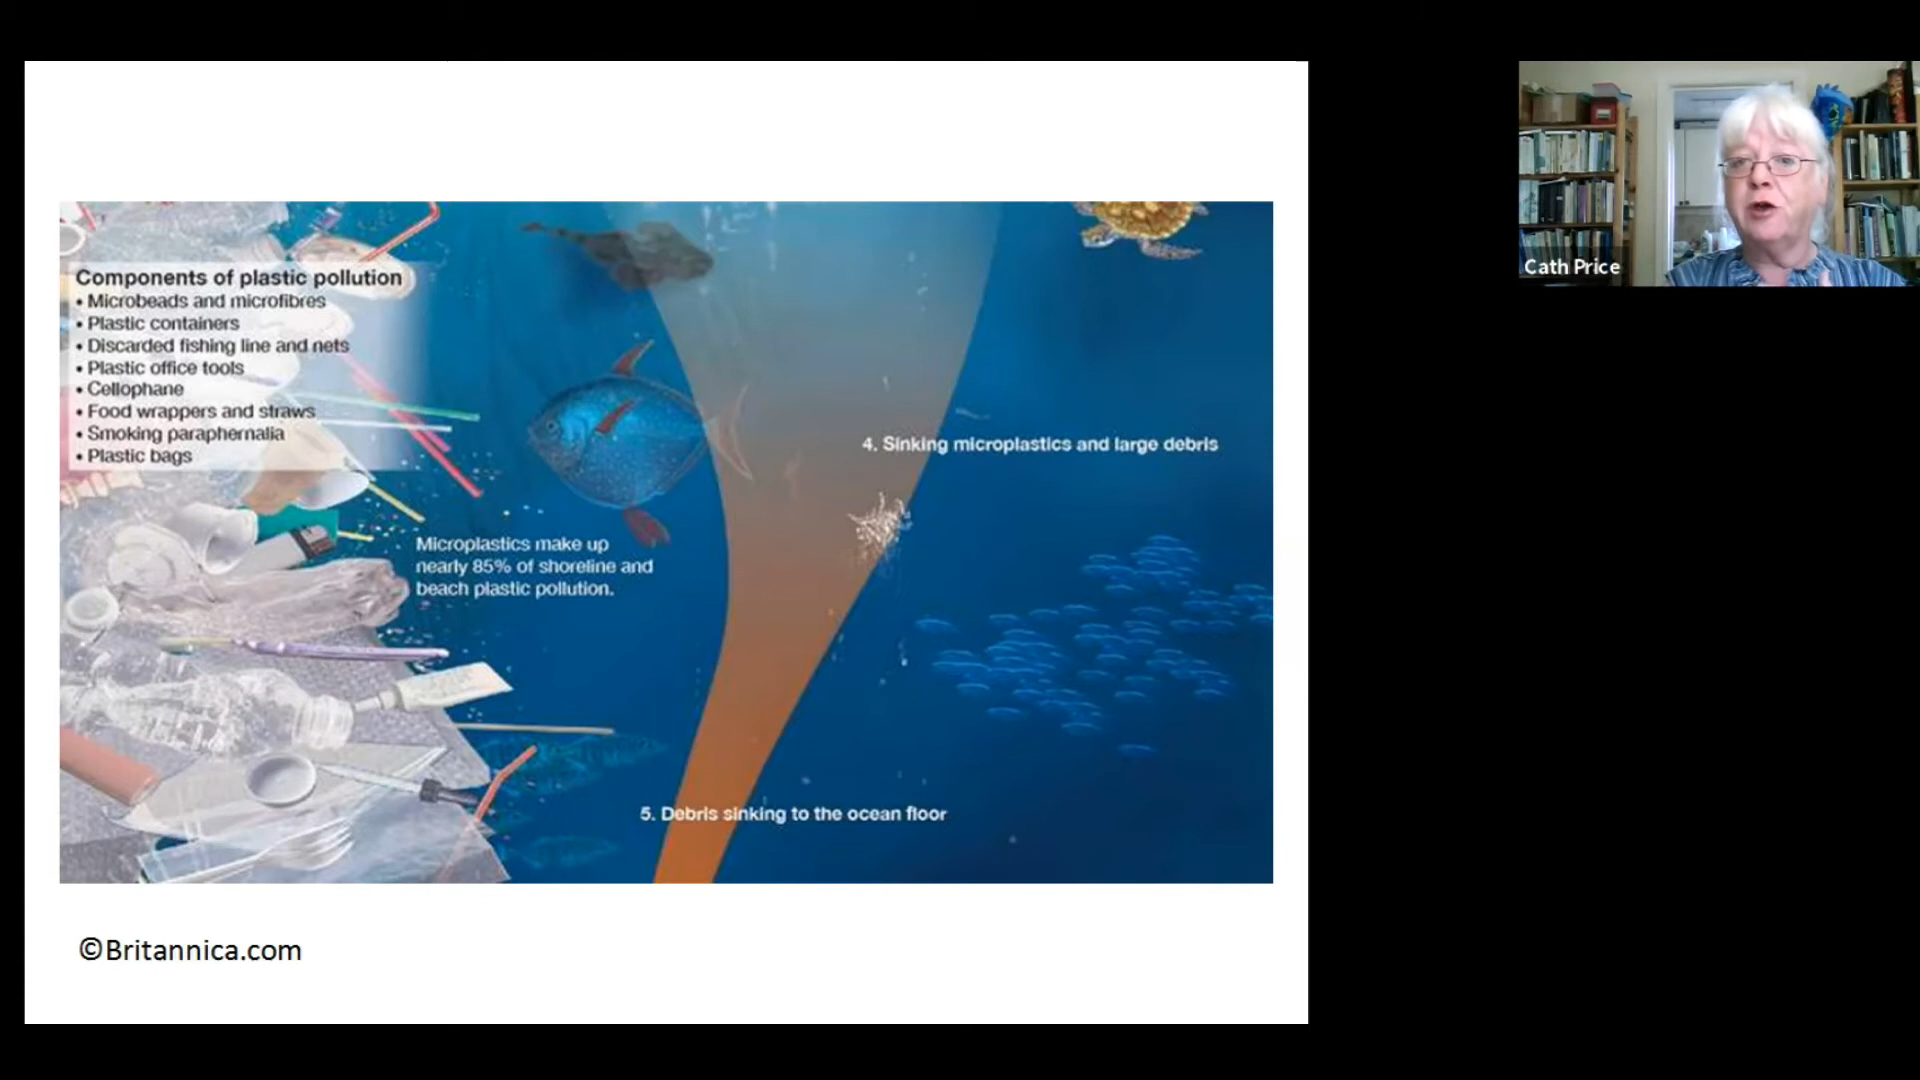 Components of plastic pollution
• Microbeads and microfibres
• Plastic containers
• Discarded fishing line and nets
• Plastic office tools
• Cellophane
• Food wrappers and straws
• Smoking paraphernalia
• Plastic bags
Microplastics make up
nearly 85% of shoreline and
beach plastic pollution.
4. Sinking microplastics and large debris
5. Debris sinking to the ocean floor
©Britannica.com
Cath Price